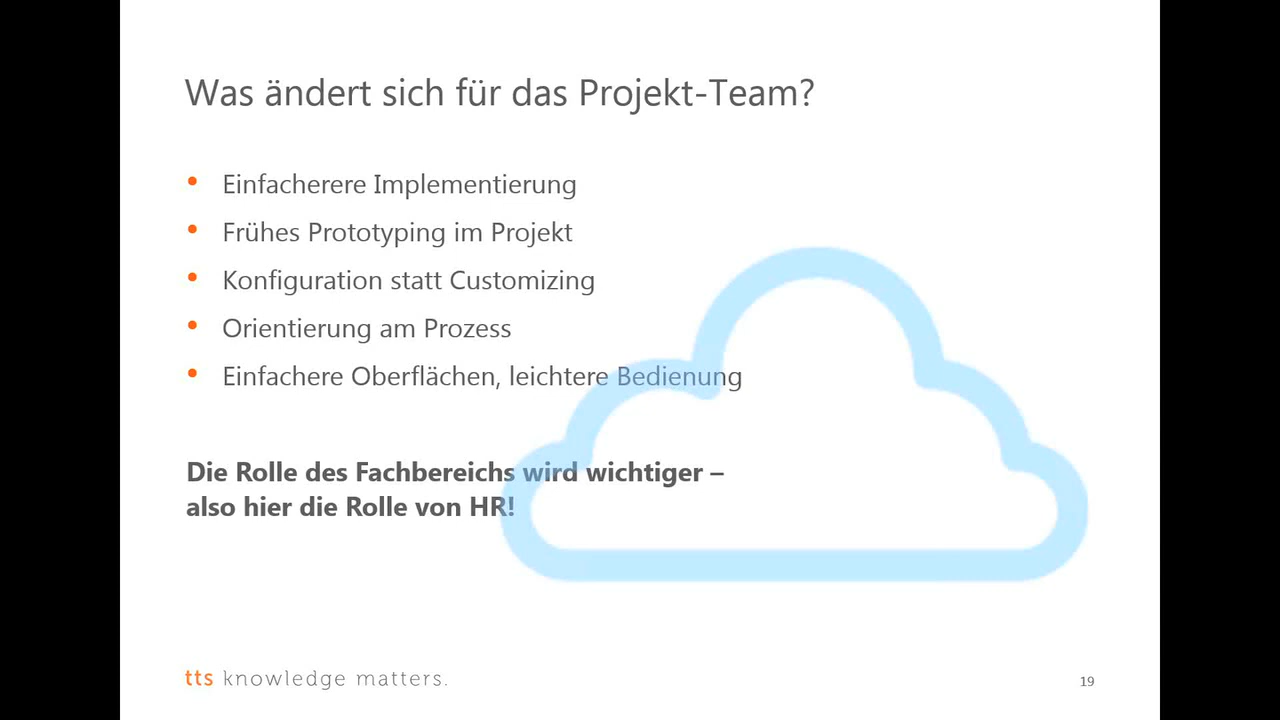 Was ändert sich für das Projekt-Team?
• Einfacherere Implementierung
• Frühes Prototyping im Projekt
• Konfiguration statt Customizing
• Orientierung am Prozess
• Einfachere Oberflächen, leichtere Bedienung
Die Rolle des Fachbereichs wird wichtiger –
also hier die Rolle von HR!
tts knowledge matters.
19